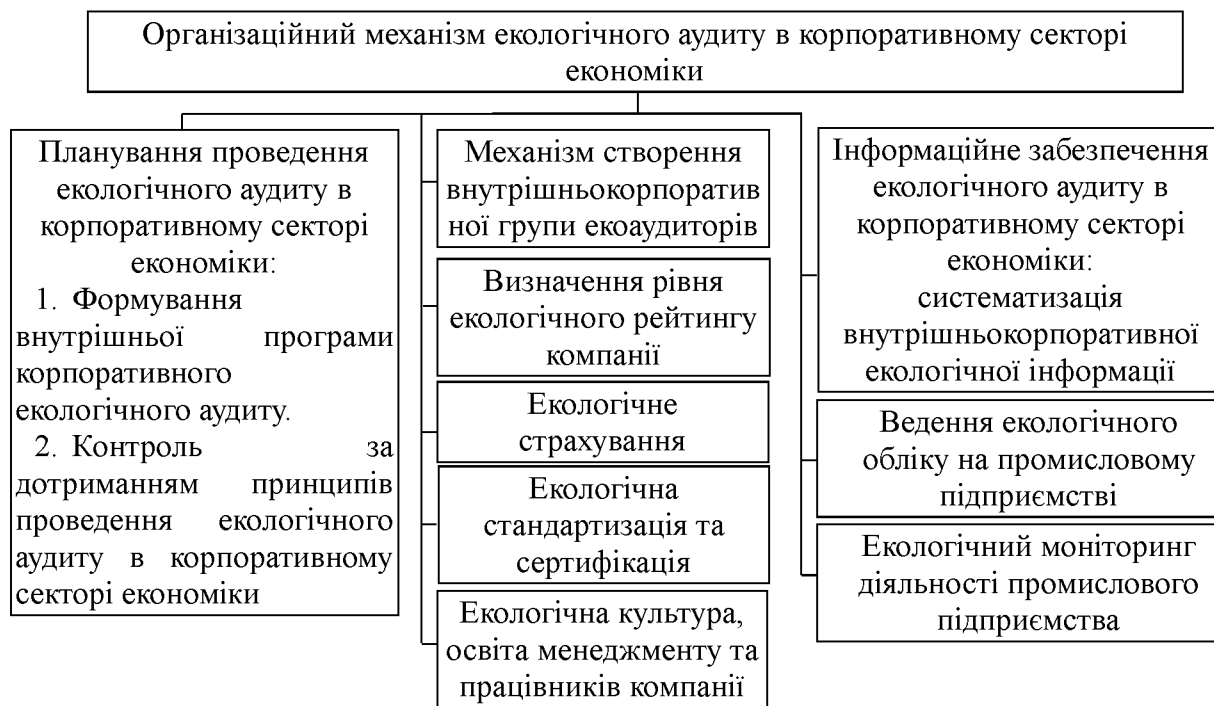 Організаційний механізм екологічного аудиту в корпоративному секторі
економіки
Планування проведення
екологічного аудиту в
корпоративному секторі
економіки:
1. Формування
внутрішньої програми
корпоративного
екологічного аудиту.
2. Контроль за
дотриманням принципів
проведення екологічного
аудиту в корпоративному
секторі економіки
Механізм створення
внутрішньокорпоратив
ної групи екоаудиторів
Визначення рівня
екологічного рейтингу
компанії
Екологічне
страхування
Екологічна
стандартизація та
сертифікація
Екологічна культура,
освіта менеджменту та
працівників компанії
Інформаційне забезпечення
екологічного аудиту в
корпоративному секторі
економіки:
систематизація
внутрішньокорпоративної
екологічної інформації
Ведення екологічного
обліку на промисловому
підприємстві
Екологічний моніторинг
діяльності промислового
підприємства